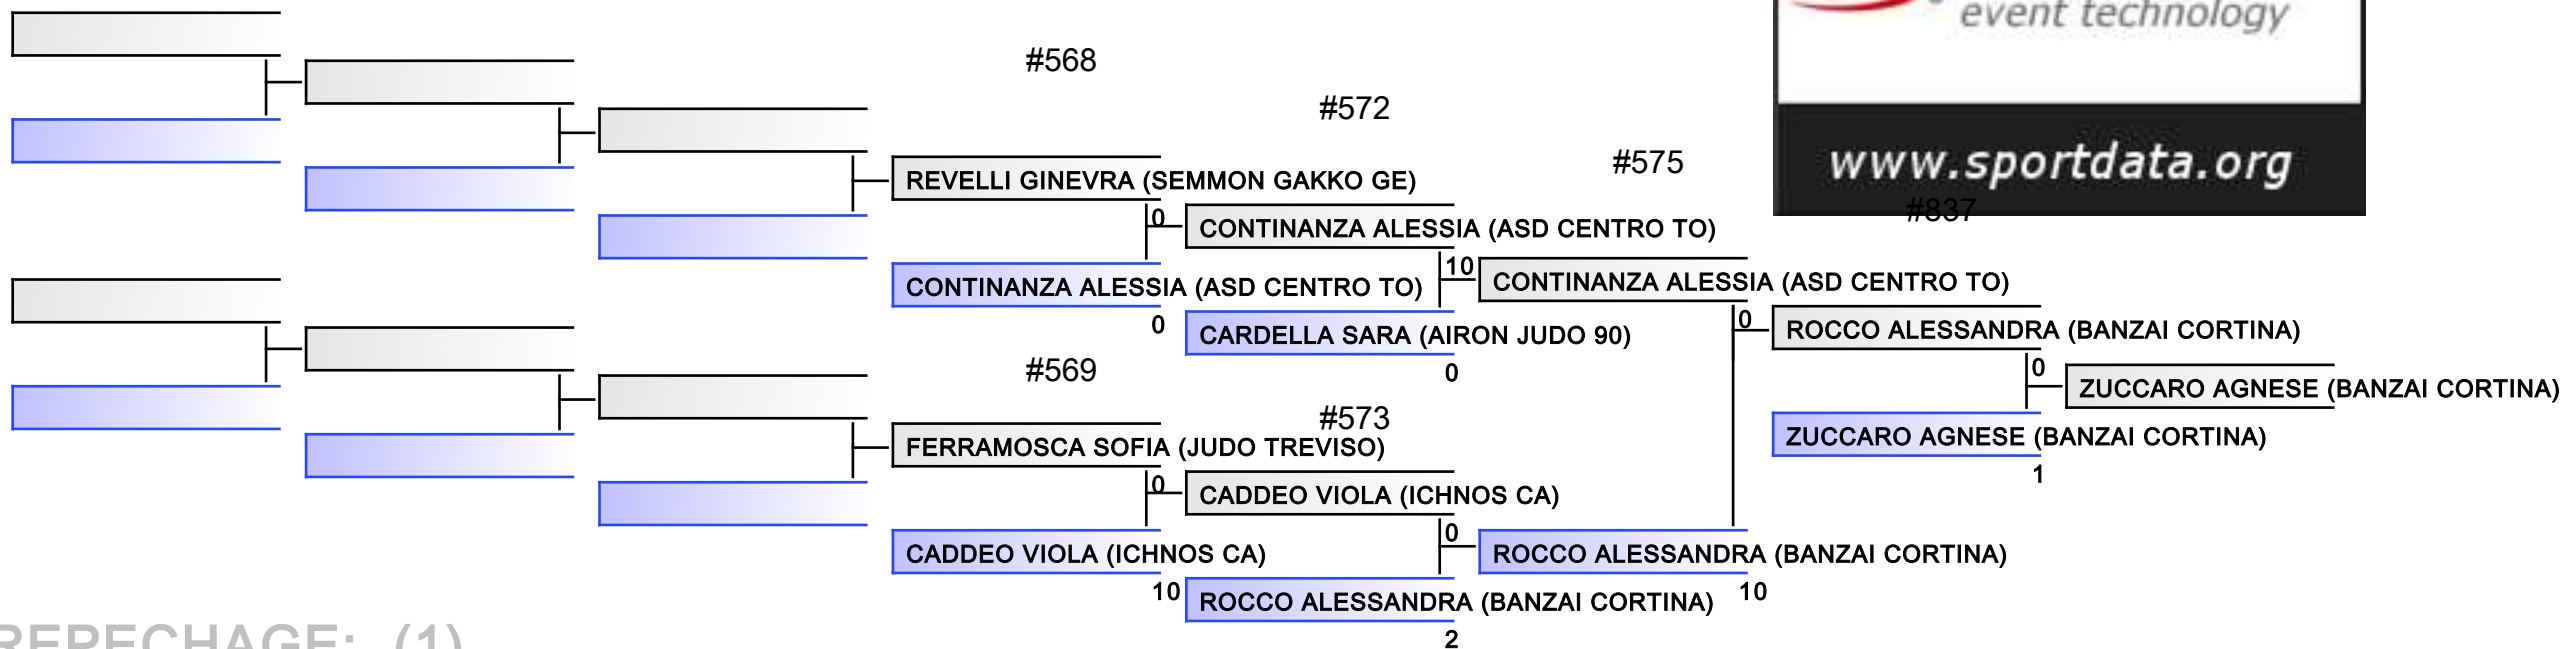 event technology
#568
#572
www.sportdata.org
#575
REVELLI GINEVRA (SEMMON GAKKO GE)
#837
0
CONTINANZA ALESSIA (ASD CENTRO TO)
10
CONTINANZA ALESSIA (ASD CENTRO TO)
CONTINANZA ALESSIA (ASD CENTRO TO)
0
0
ROCCO ALESSANDRA (BANZAI CORTINA)
CARDELLA SARA (AIRON JUDO 90)
0
#569
0
ZUCCARO AGNESE (BANZAI CORTINA)
#573
ZUCCARO AGNESE (BANZAI CORTINA)
FERRAMOSCA SOFIA (JUDO TREVISO)
1
0
CADDEO VIOLA (ICHNOS CA)
0
CADDEO VIOLA (ICHNOS CA)
ROCCO ALESSANDRA (BANZAI CORTINA)
10
10
ROCCO ALESSANDRA (BANZAI CORTINA)
2
REPECHAGE: (1)